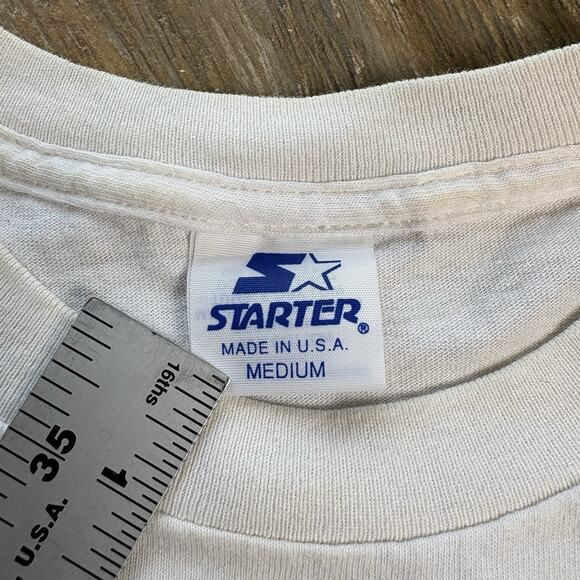 STARTER®
MADE IN U.S.A.
MEDIUM
16ths
35
1
U.S.A.